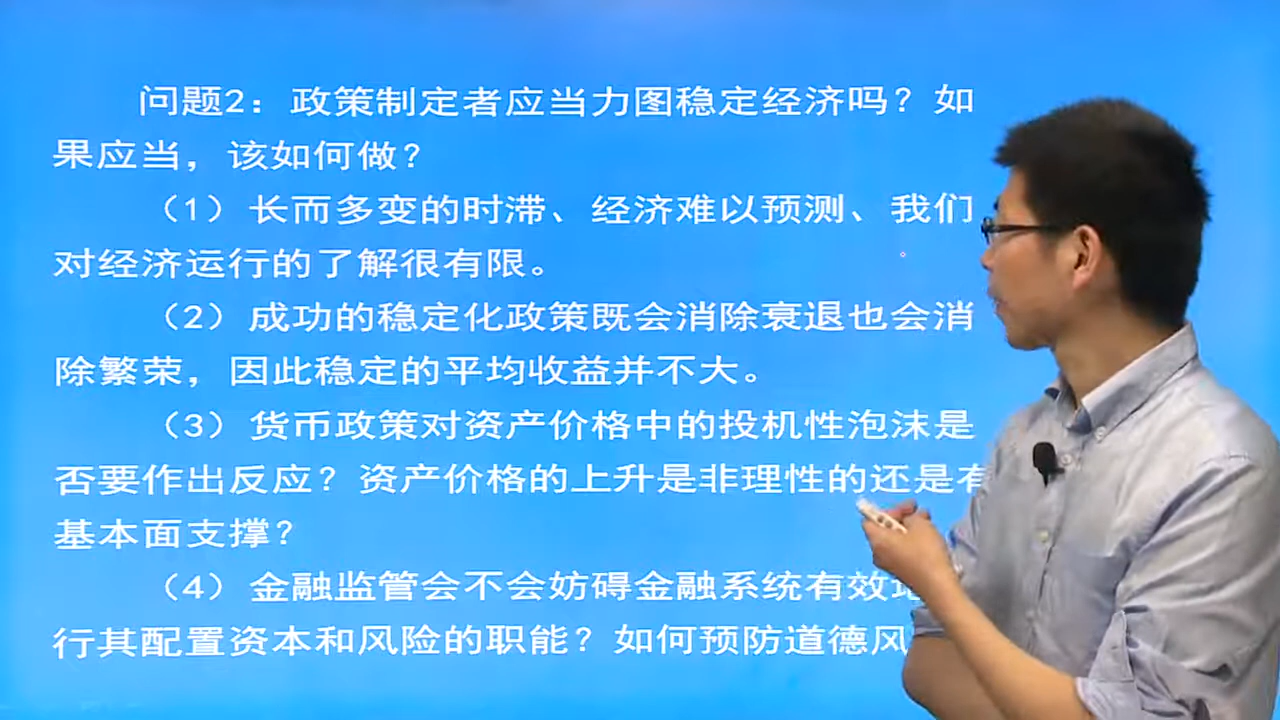 问题2：政策制定者应当力图稳定经济吗？如
果应当，该如何做？
（1）长而多变的时滞、经济难以预测、我们
对经济运行的了解很有限。
（2）成功的稳定化政策既会消除衰退也会消
除繁荣，因此稳定的平均收益并不大。
（3）货币政策对资产价格中的投机性泡沫是
否要作出反应？资产价格的上升是非理性的还是有
基本面支撑？
（4）金融监管会不会妨碍金融系统有效地
行其配置资本和风险的职能？如何预防道德风